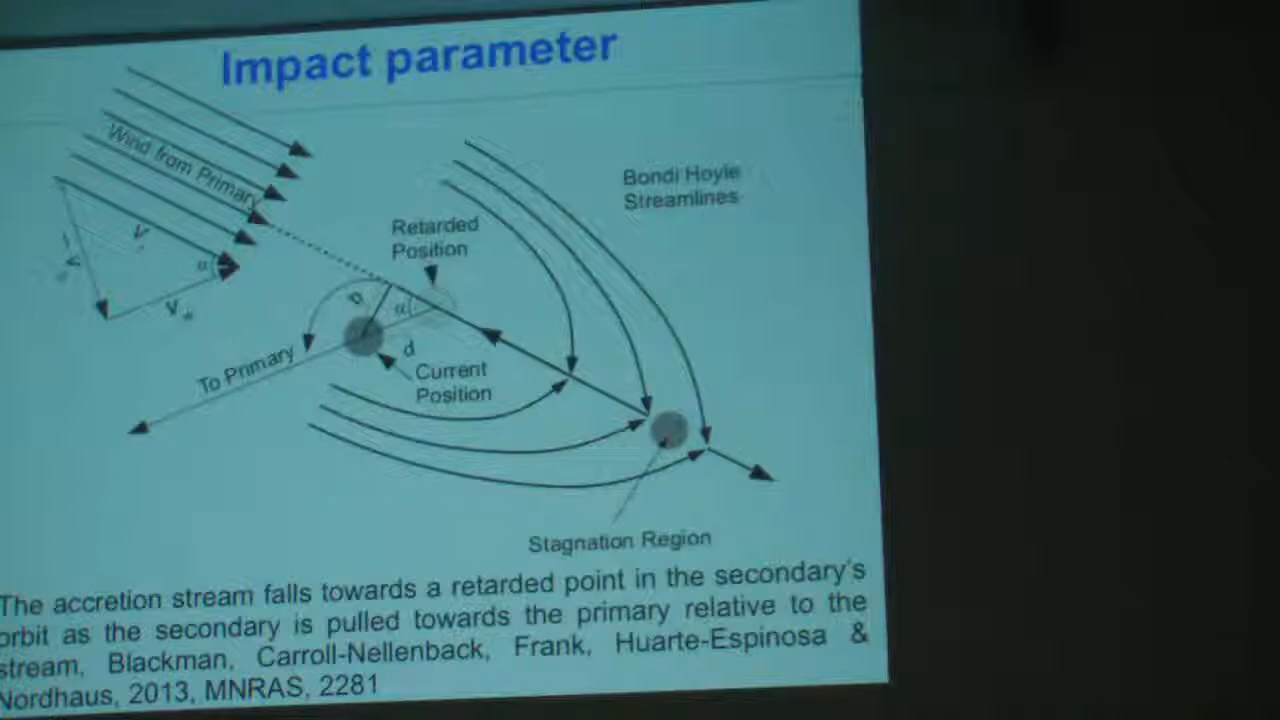 Impact parameter
Wind from Primary
Bondi Hoyle
Streamlines
Retarded
Position
α
b
α
d
To Primary
Current
Position
Stagnation Region
The accretion stream falls towards a retarded point in the secondary's
orbit as the secondary is pulled towards the primary relative to the
stream, Blackman, Carroll-Nellenback, Frank, Huarte-Espinosa &
Nordhaus, 2013, MNRAS, 2281